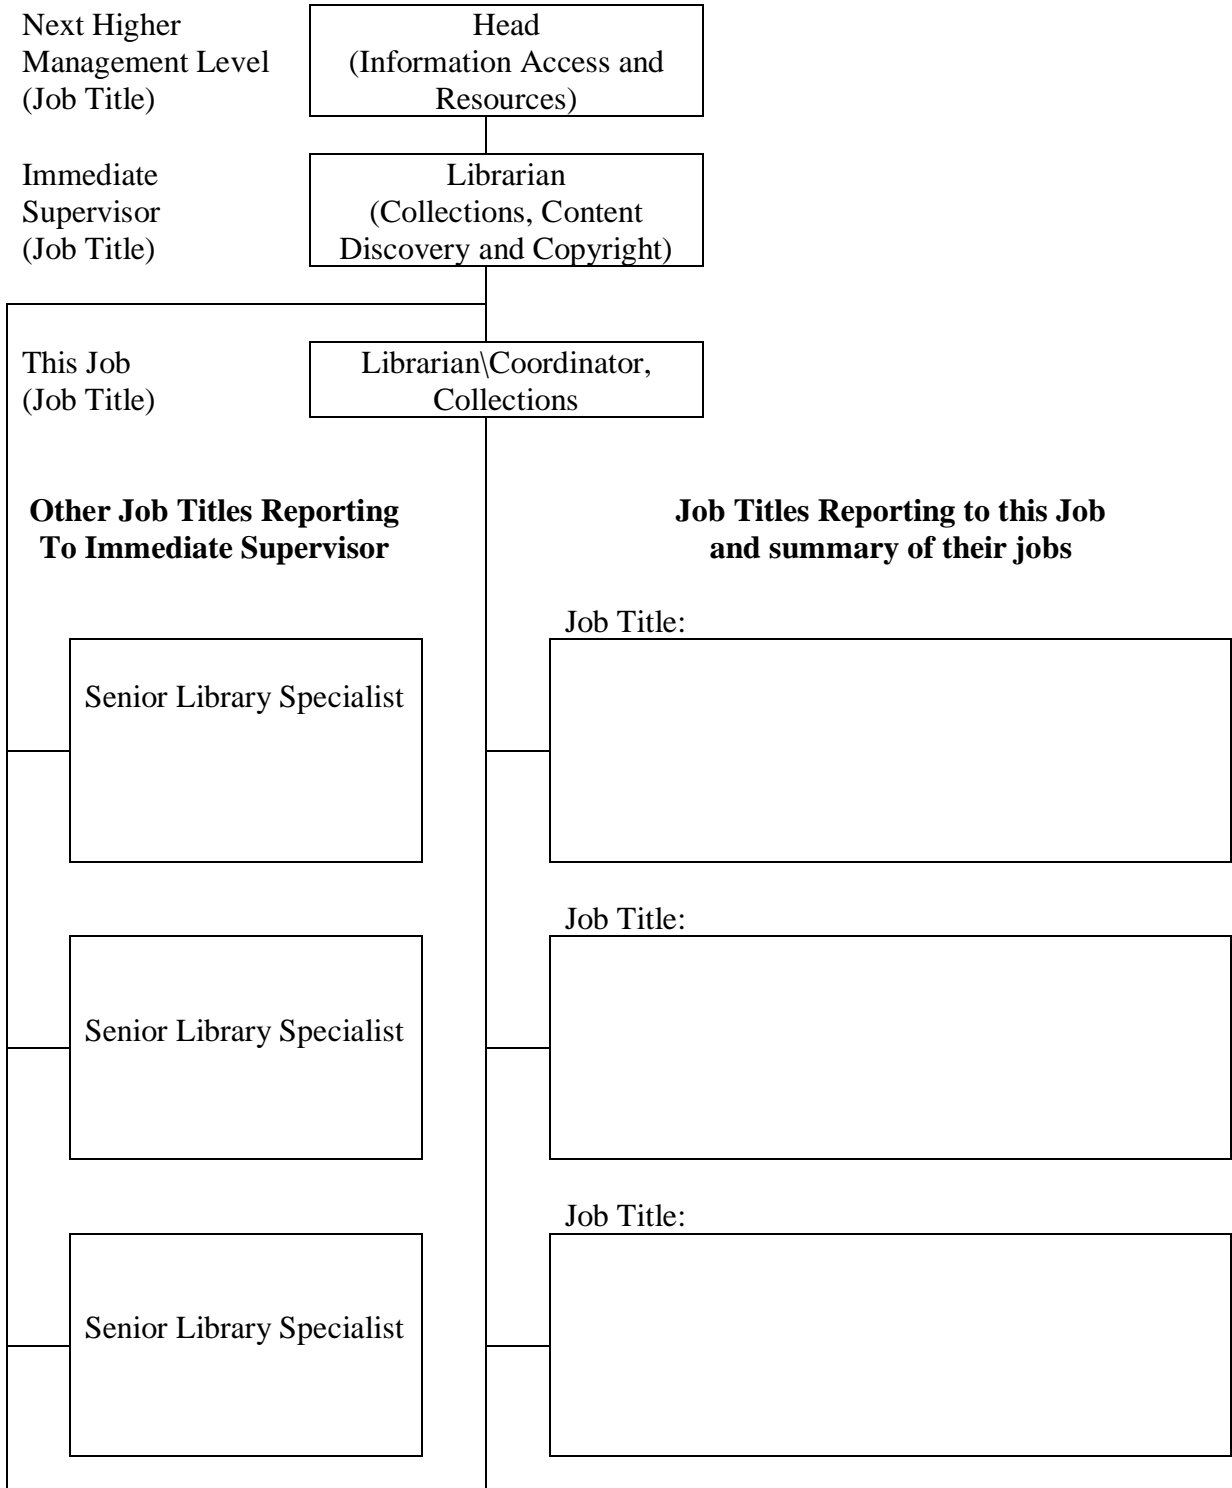 Next Higher
Management Level
(Job Title)
Head
(Information Access and
Resources)
Immediate
Supervisor
(Job Title)
Librarian
(Collections, Content
Discovery and Copyright)
This Job
(Job Title)
Librarian\Coordinator,
Collections
Other Job Titles Reporting
To Immediate Supervisor
Job Titles Reporting to this Job
and summary of their jobs
Job Title:
Senior Library Specialist
Job Title:
Senior Library Specialist
Job Title:
Senior Library Specialist